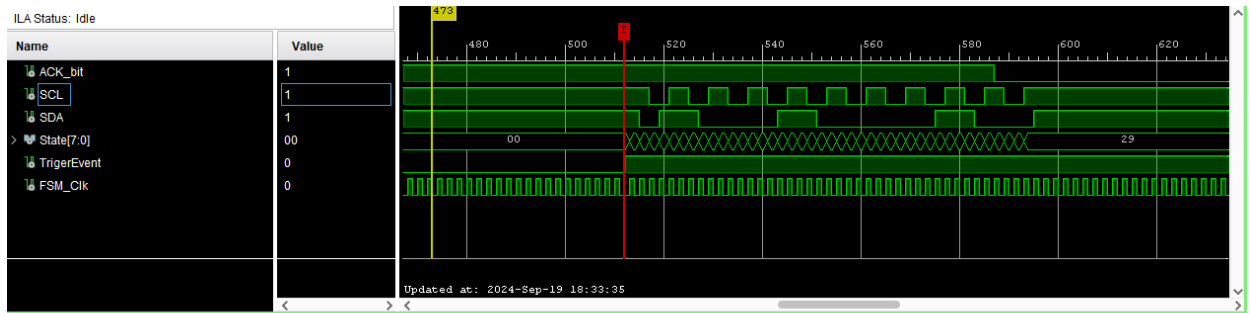 ILA Status: Idle
Name Value
473
T
480 500 520 540 560 580 600 620
ACK_bit 1
SCL 1
SDA 1
State[7:0] 00 00 29
TrigerEvent 0
FSM_Clk 0
Updated at: 2024-Sep-19 18:33:35